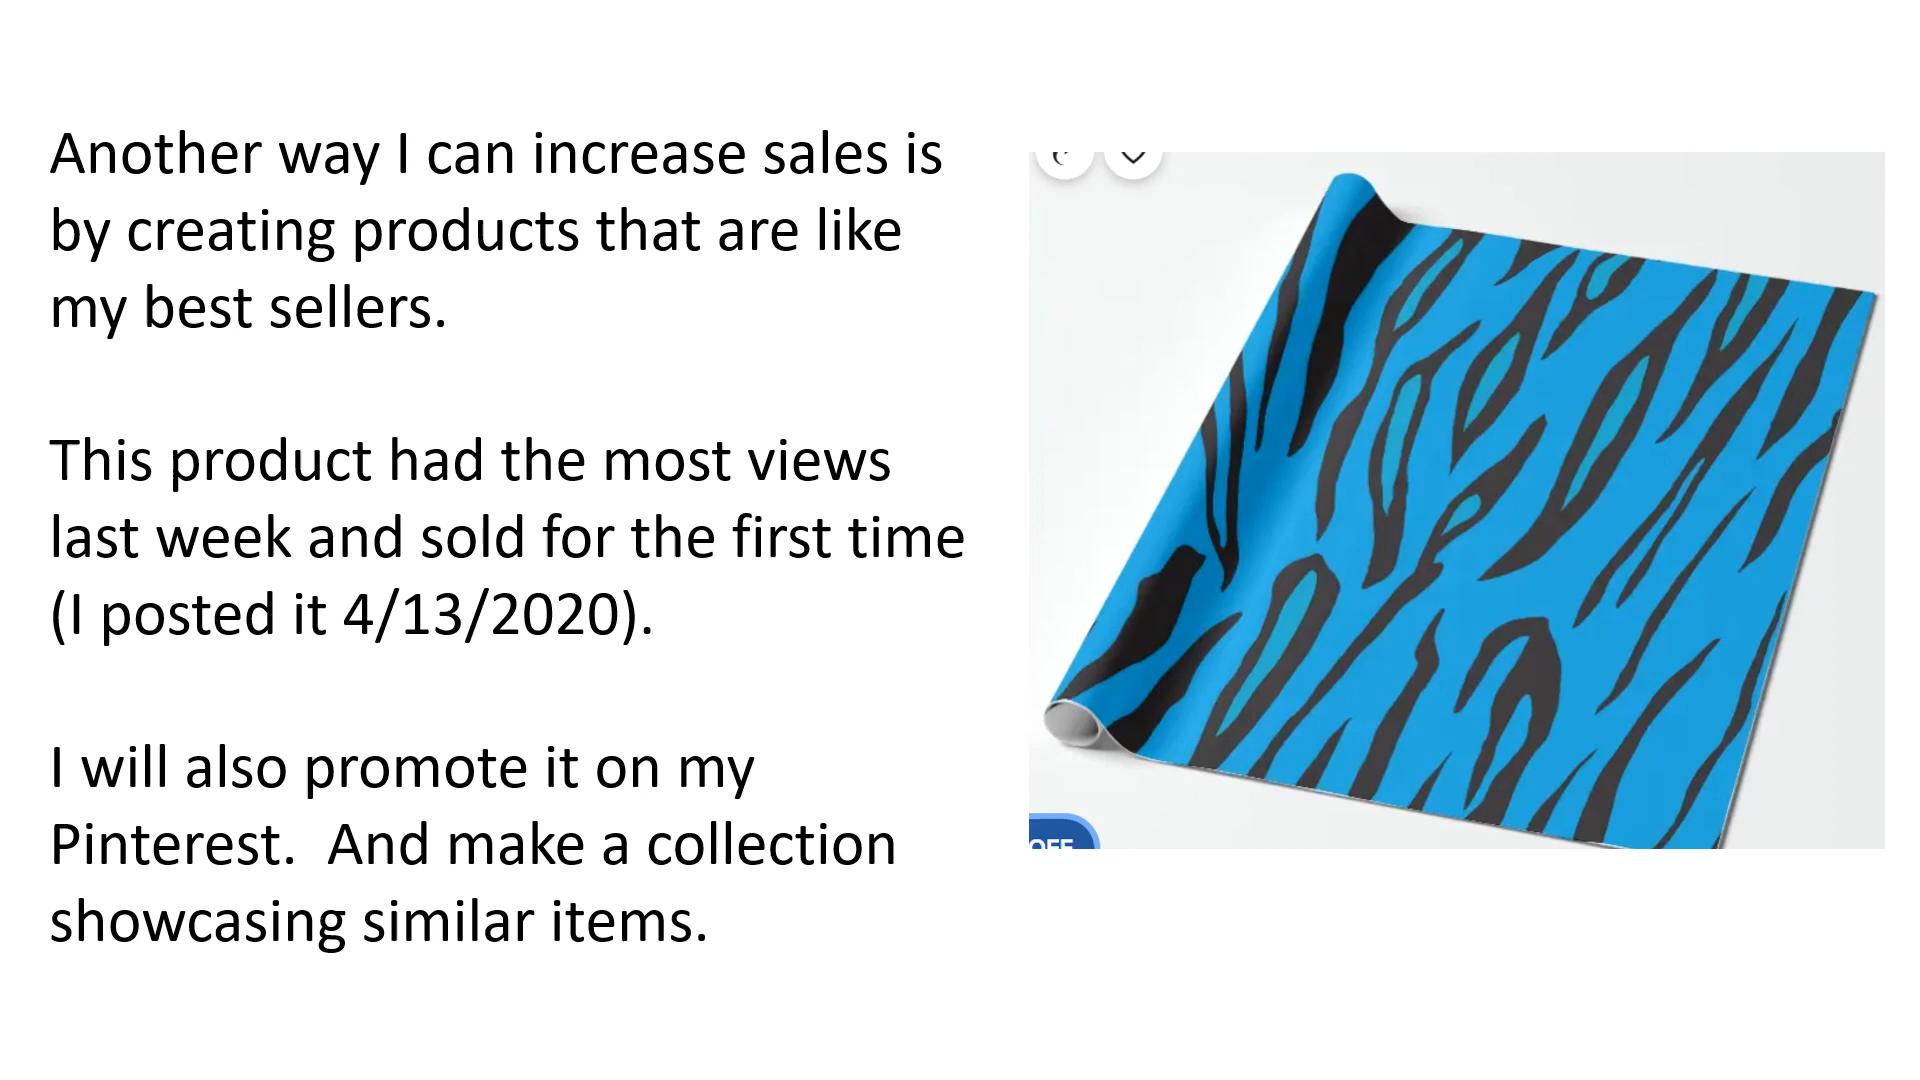 Another way I can increase sales is
by creating products that are like
my best sellers.
This product had the most views
last week and sold for the first time
(I posted it 4/13/2020).
I will also promote it on my
Pinterest.  And make a collection
showcasing similar items.
OFF